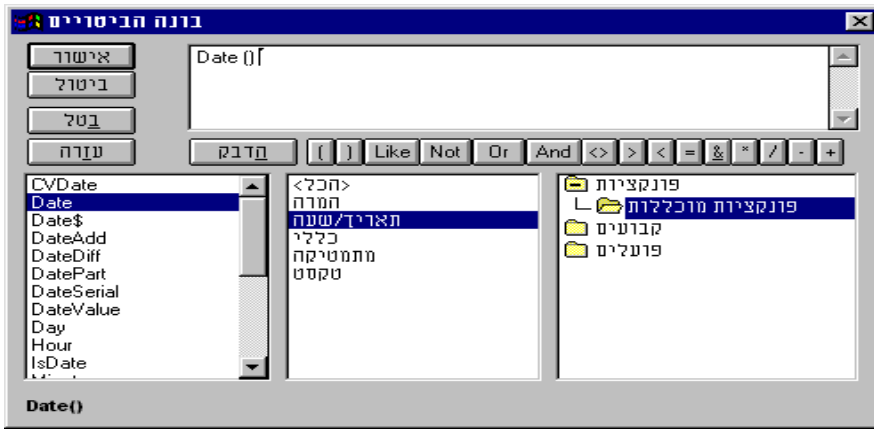 בונה הביטויים
אישור
Date ()
ביטול
בטל
עזרה
הדבק ( ) Like Not Or And <> > < = & * / - +
פונקציות
פונקציות מוכללות
קבועים
פועלים
<הכל>
המרה
תאריך/שעה
כללי
מתמטיקה
טקסט
CVDate
Date
Date$
DateAdd
DateDiff
DatePart
DateSerial
DateValue
Day
Hour
IsDate
Date()